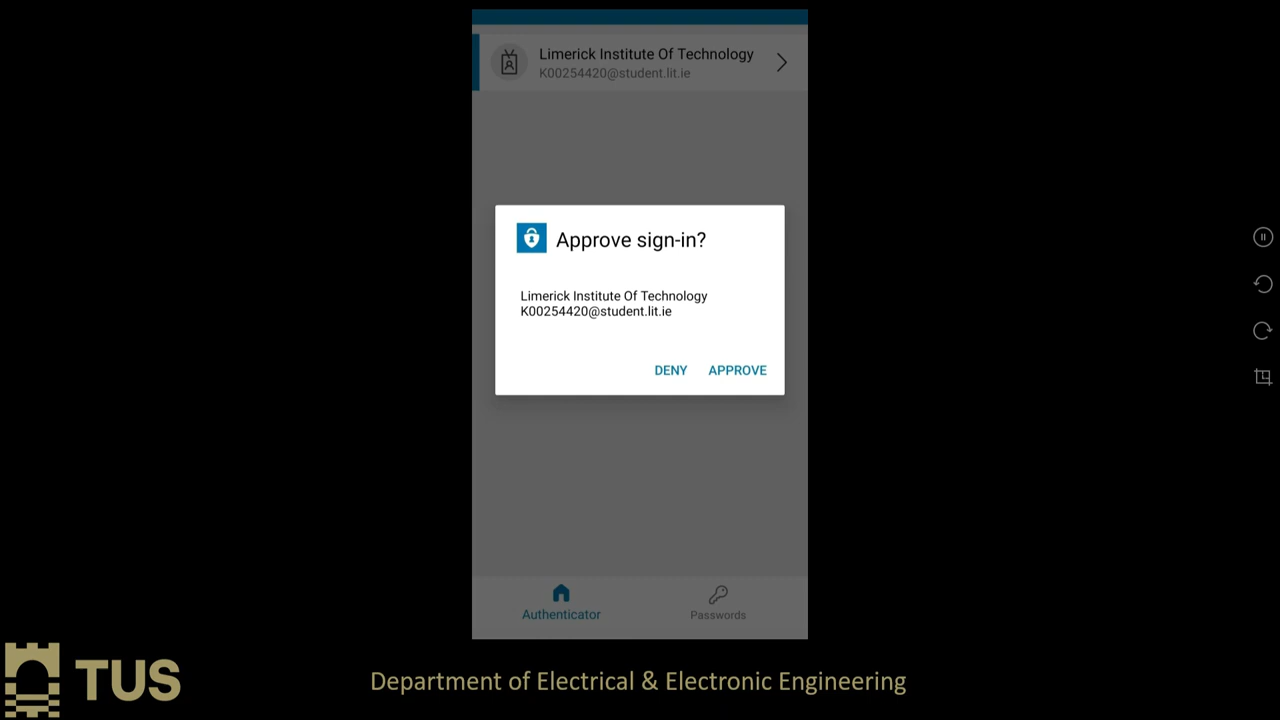 Limerick Institute Of Technology
K00254420@student.lit.ie
Approve sign-in?
Limerick Institute Of Technology
K00254420@student.lit.ie
DENY APPROVE
Authenticator Passwords
TUS
Department of Electrical & Electronic Engineering